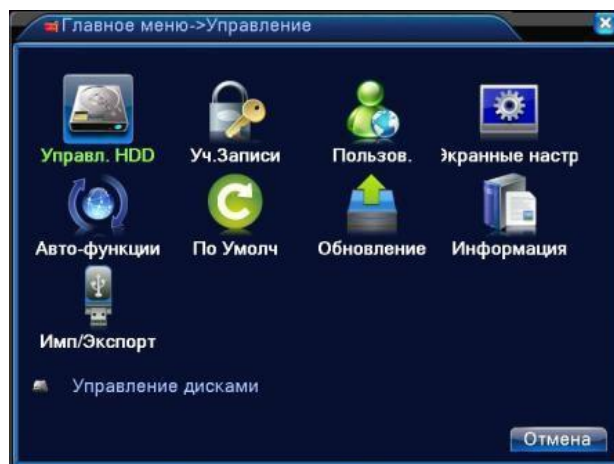 Главное меню->Управление
Управл. HDD Уч.Записи Пользов. Экранные настр
Авто-функции По Умолч Обновление Информация
Имп/Экспорт
Управление дисками
Отмена